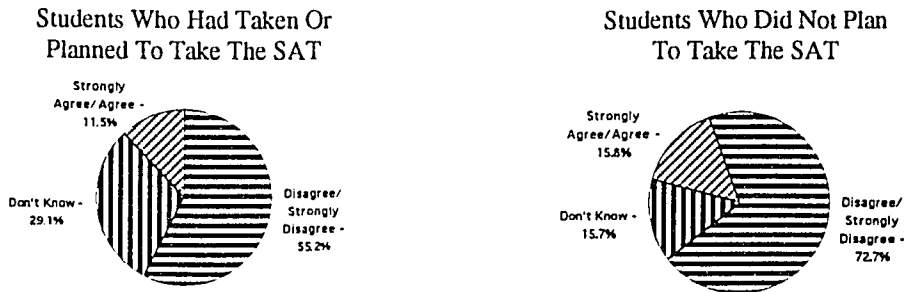 Students Who Had Taken Or
Planned To Take The SAT
Strongly
Agree/Agree -
11.5%
Don't Know -
29.1%
Disagree/
Strongly
Disagree -
55.2%
Students Who Did Not Plan
To Take The SAT
Strongly
Agree/Agree -
15.8%
Don't Know -
15.7%
Disagree/
Strongly
Disagree -
72.7%